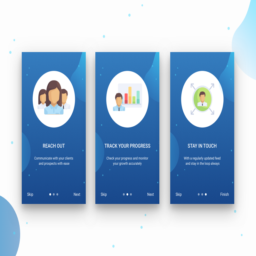 REACH OUT
Communicate with your clients
and prospectics with ease
Skip
Next
TRACK YOUR PROGRESS
Check your progress and monitor
your growth accurately
Skip
Next
STAY IN TOUCH
With a regularly updated feed
and stay in the loop always
Skip
Finish